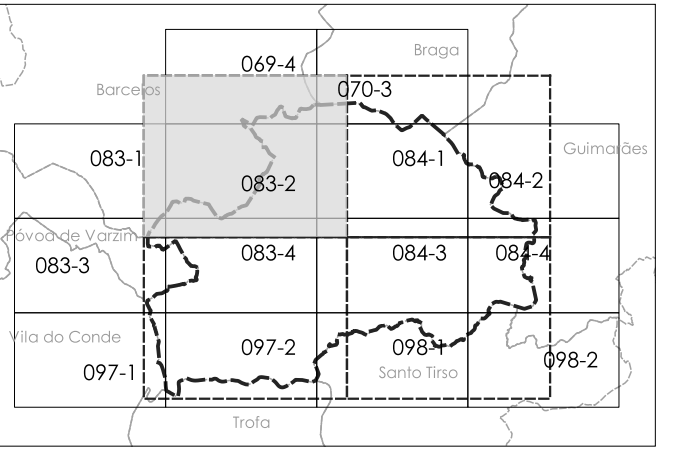 Braga
069-4
Barcelos
070-3
Guimarães
083-1
084-1
083-2
084-2
Póvoa de Varzim
083-4
084-3
084-4
083-3
Vila do Conde
097-2
098-1
098-2
097-1
Santo Tirso
Trofa